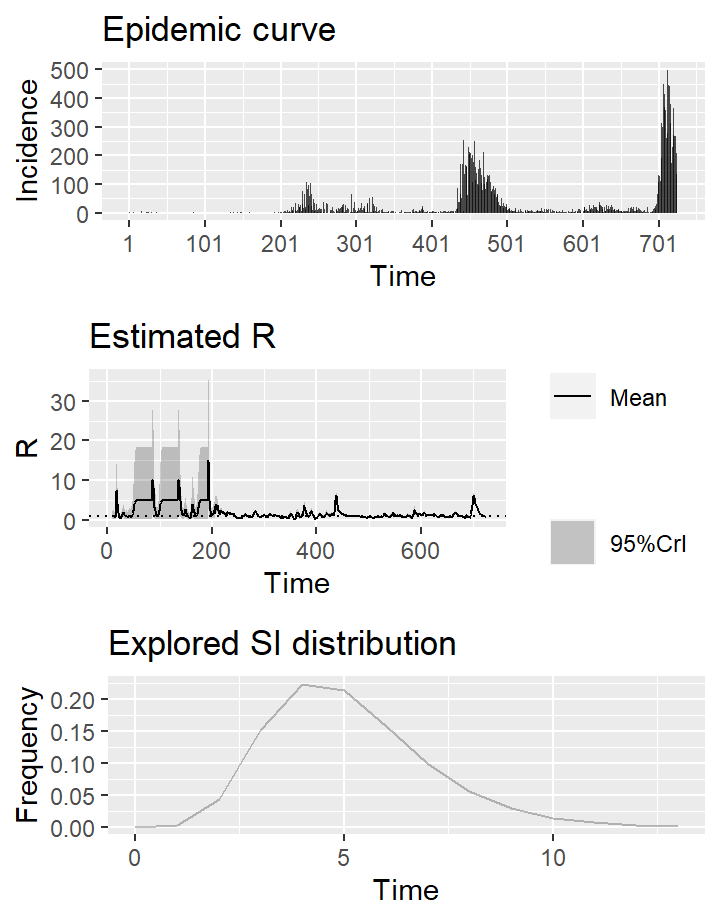 Epidemic curve
Incidence
500
400
300
200
100
0
1 101 201 301 401 501 601 701
Time
Estimated R
R
30
20
10
0
0 200 400 600
Time
Mean
95%CrI
Explored SI distribution
Frequency
0.20
0.15
0.10
0.05
0.00
0 5 10
Time